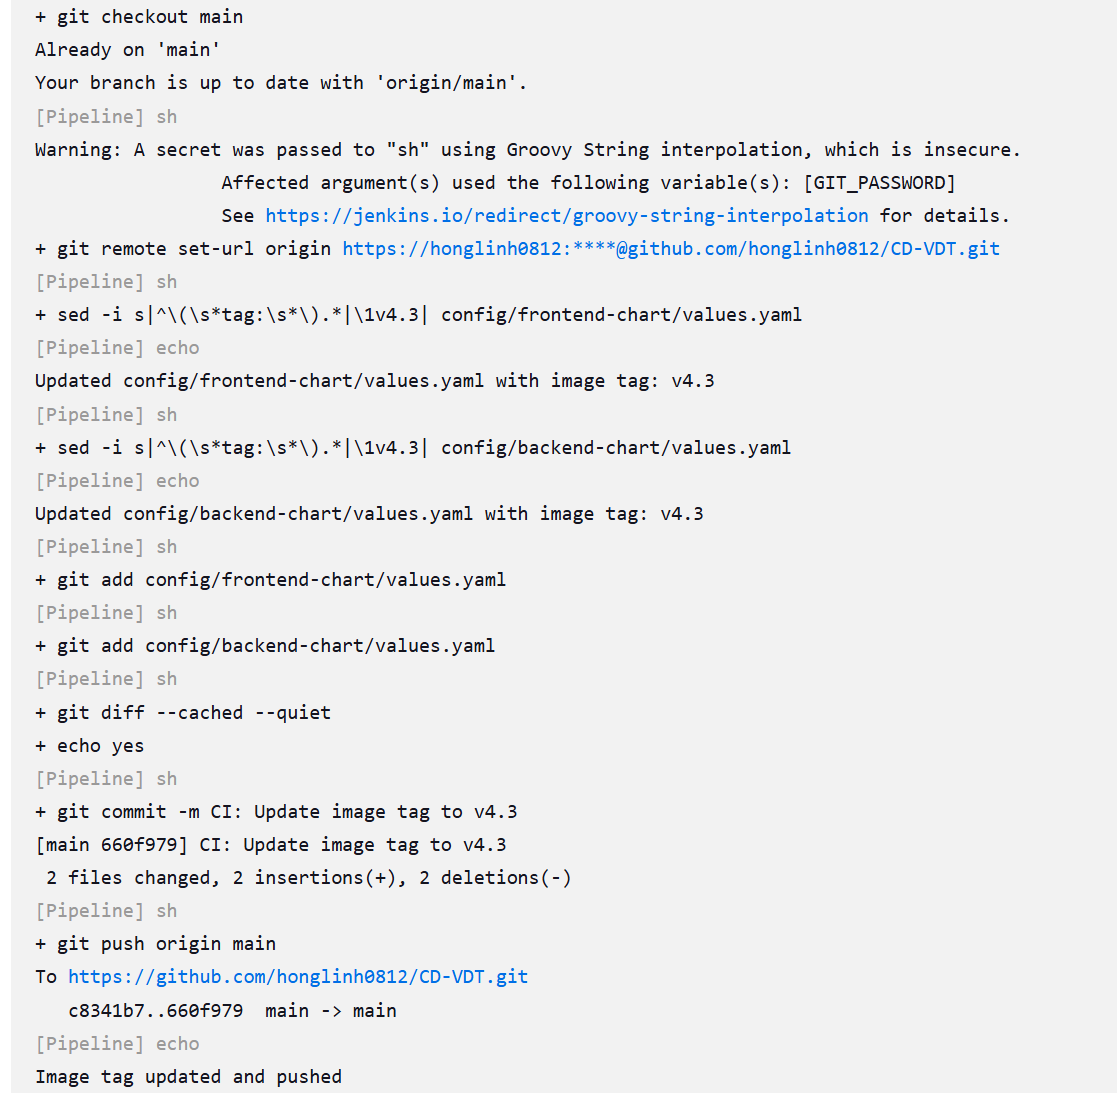 + git checkout main
Already on 'main'
Your branch is up to date with 'origin/main'.
[Pipeline] sh
Warning: A secret was passed to "sh" using Groovy String interpolation, which is insecure.
Affected argument(s) used the following variable(s): [GIT_PASSWORD]
See https://jenkins.io/redirect/groovy-string-interpolation for details.
+ git remote set-url origin https://honglinh0812:****@github.com/honglinh0812/CD-VDT.git
[Pipeline] sh
+ sed -i s|^\(\s*tag:\s*\).*|\1v4.3| config/frontend-chart/values.yaml
[Pipeline] echo
Updated config/frontend-chart/values.yaml with image tag: v4.3
[Pipeline] sh
+ sed -i s|^\(\s*tag:\s*\).*|\1v4.3| config/backend-chart/values.yaml
[Pipeline] echo
Updated config/backend-chart/values.yaml with image tag: v4.3
[Pipeline] sh
+ git add config/frontend-chart/values.yaml
[Pipeline] sh
+ git add config/backend-chart/values.yaml
[Pipeline] sh
+ git diff --cached --quiet
+ echo yes
[Pipeline] sh
+ git commit -m CI: Update image tag to v4.3
[main 660f979] CI: Update image tag to v4.3
2 files changed, 2 insertions(+), 2 deletions(-)
[Pipeline] sh
+ git push origin main
To https://github.com/honglinh0812/CD-VDT.git
c8341b7..660f979  main -> main
[Pipeline] echo
Image tag updated and pushed